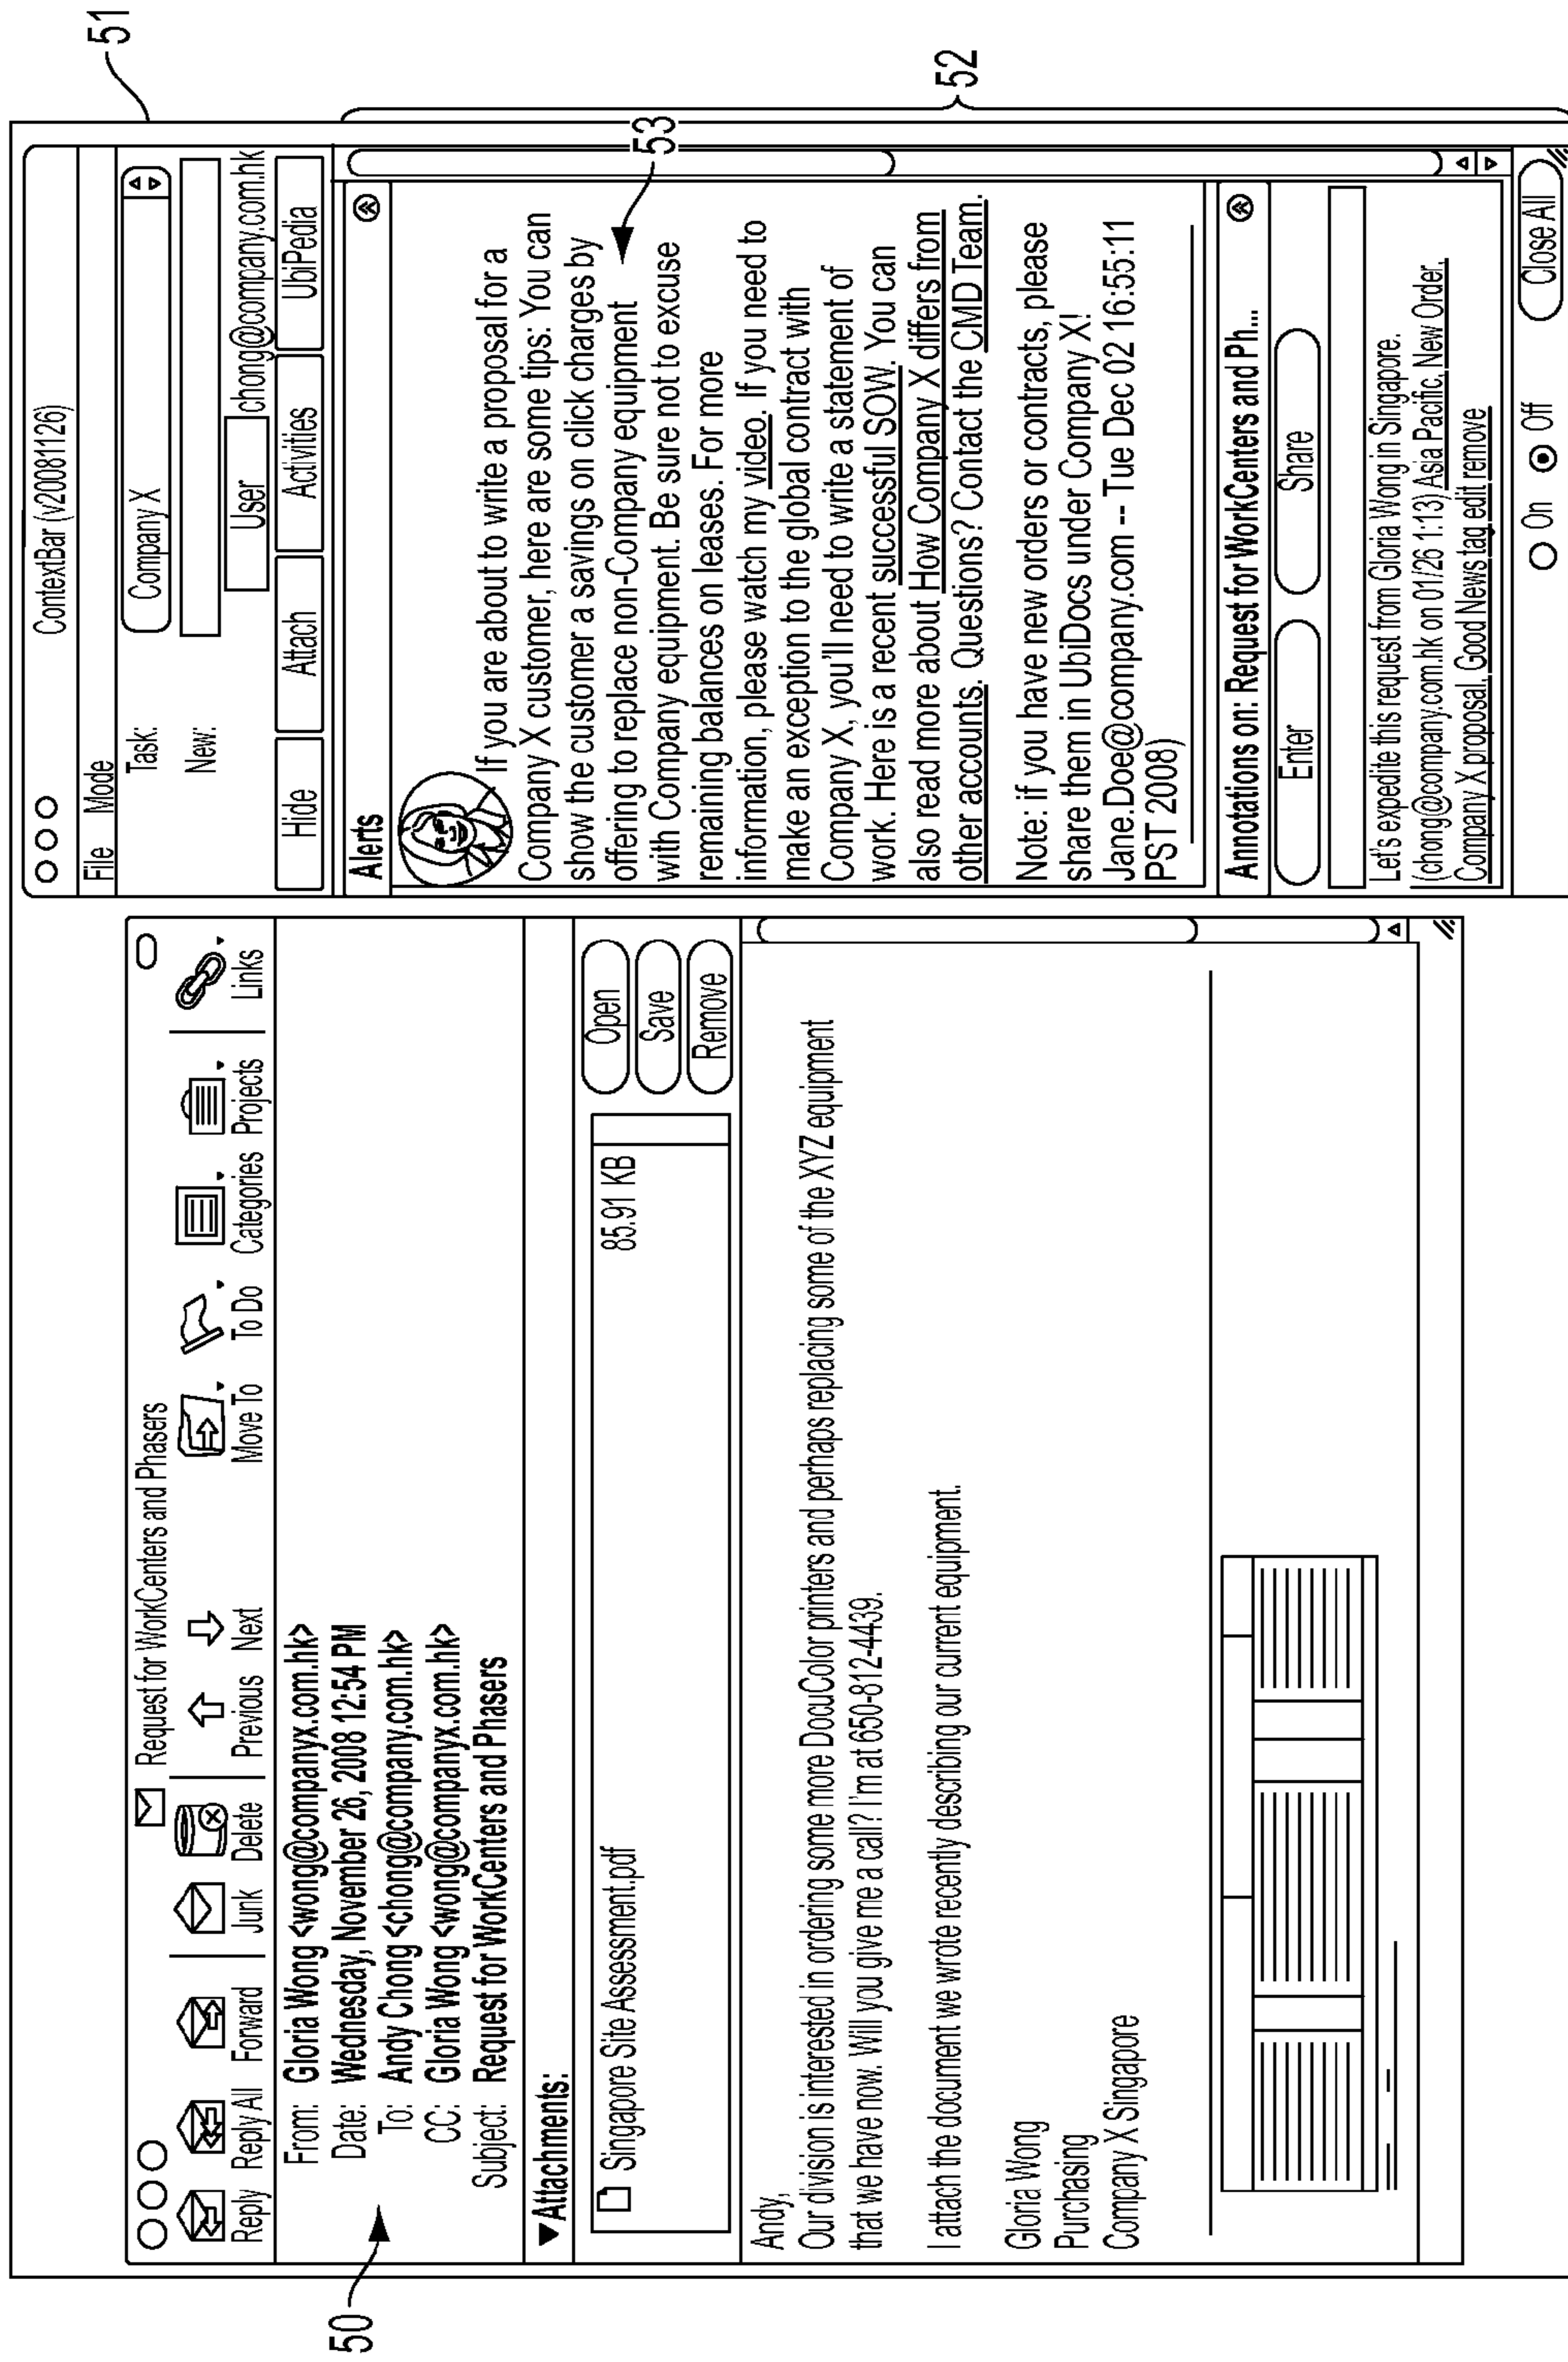 50
Request for WorkCenters and Phasers
Reply Reply All Forward Junk Delete Previous Next Move To To Do Categories Projects Links
From: Gloria Wong <wong@companyx.com.hk>
Date: Wednesday, November 26, 2008 12:54 PM
To: Andy Chong <chong@company.com.hk>
CC: Gloria Wong <wong@companyx.com.hk>
Subject: Request for WorkCenters and Phasers
▼Attachments:
Singapore Site Assessment.pdf 85.91 KB
Open
Save
Remove
Andy,
Our division is interested in ordering some more DocuColor printers and perhaps replacing some of the XYZ equipment
that we have now. Will you give me a call? I'm at 650-812-4439.
I attach the document we wrote recently describing our current equipment.
Gloria Wong
Purchasing
Company X Singapore
51
ContextBar (v20081126)
File Mode
Task: Company X
New:
User chong@company.com.hk
Hide Attach Activities UbiPedia
52
Alerts
53
If you are about to write a proposal for a
Company X customer, here are some tips: You can
show the customer a savings on click charges by
offering to replace non-Company equipment
with Company equipment. Be sure not to excuse
remaining balances on leases. For more
information, please watch my video. If you need to
make an exception to the global contract with
Company X, you'll need to write a statement of
work. Here is a recent successful SOW. You can
also read more about How Company X differs from
other accounts. Questions? Contact the CMD Team.
Note: if you have new orders or contracts, please
share them in UbiDocs under Company X!
Jane.Doe@company.com -- Tue Dec 02 16:55:11
PST 2008)
Annotations on: Request for WorkCenters and Ph...
Enter Share
Let's expedite this request from Gloria Wong in Singapore.
(chong@company.com.hk on 01/26 1:13) Asia Pacific, New Order,
Company X proposal, Good News tag edit remove
On Off Close All